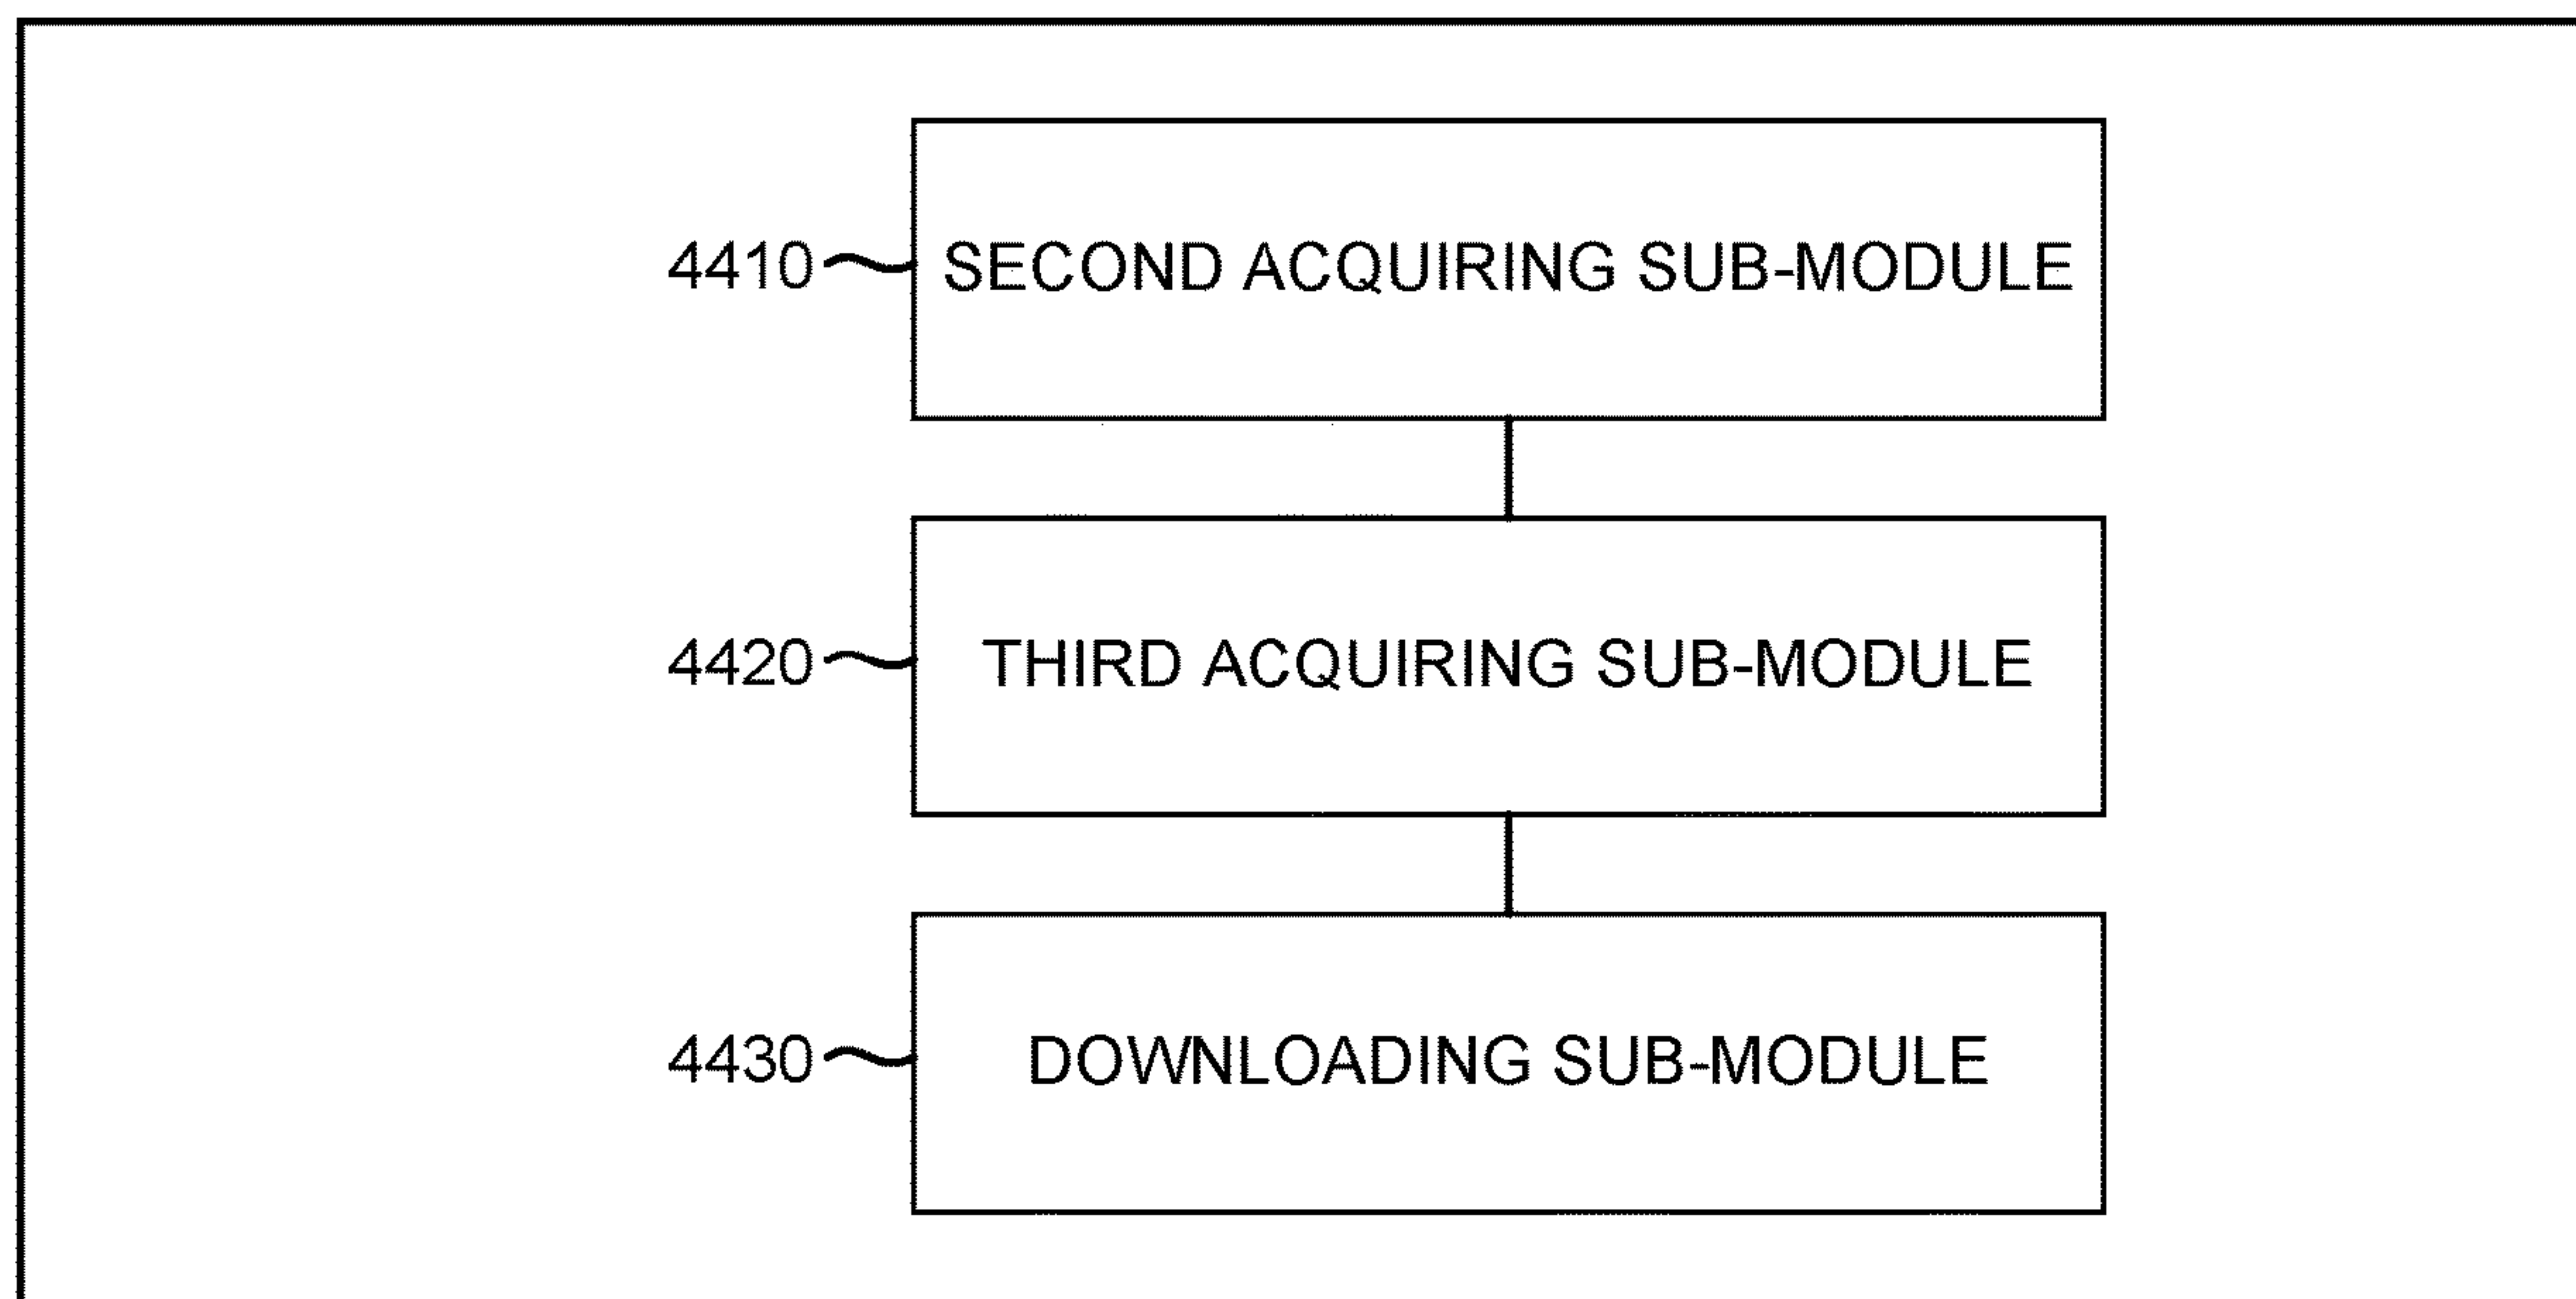 4410 SECOND ACQUIRING SUB-MODULE
4420 THIRD ACQUIRING SUB-MODULE
4430 DOWNLOADING SUB-MODULE